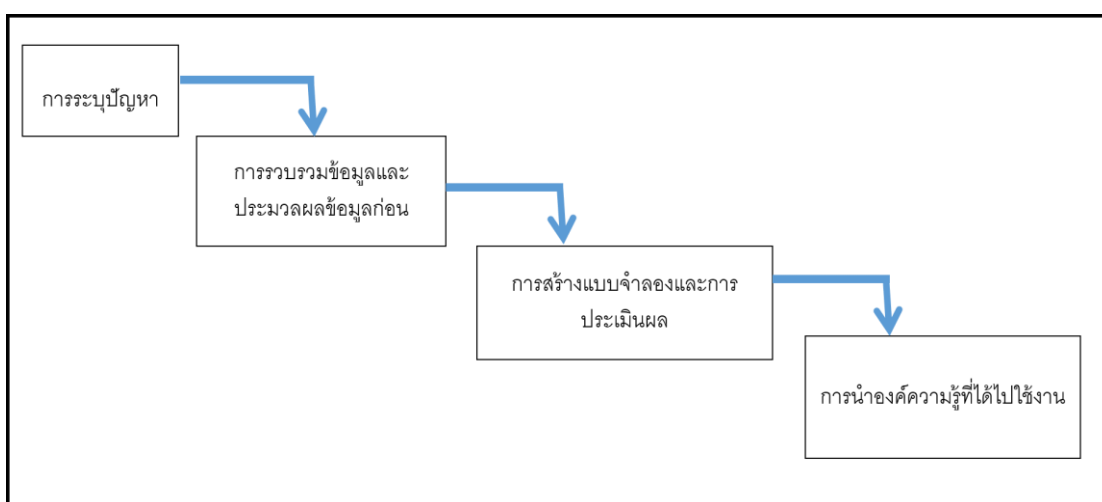 การระบุปัญหา
การรวบรวมข้อมูลและ
ประมวลผลข้อมูลก่อน
การสร้างแบบจำลองและการ
ประเมินผล
การนำองค์ความรู้ที่ได้ไปใช้งาน